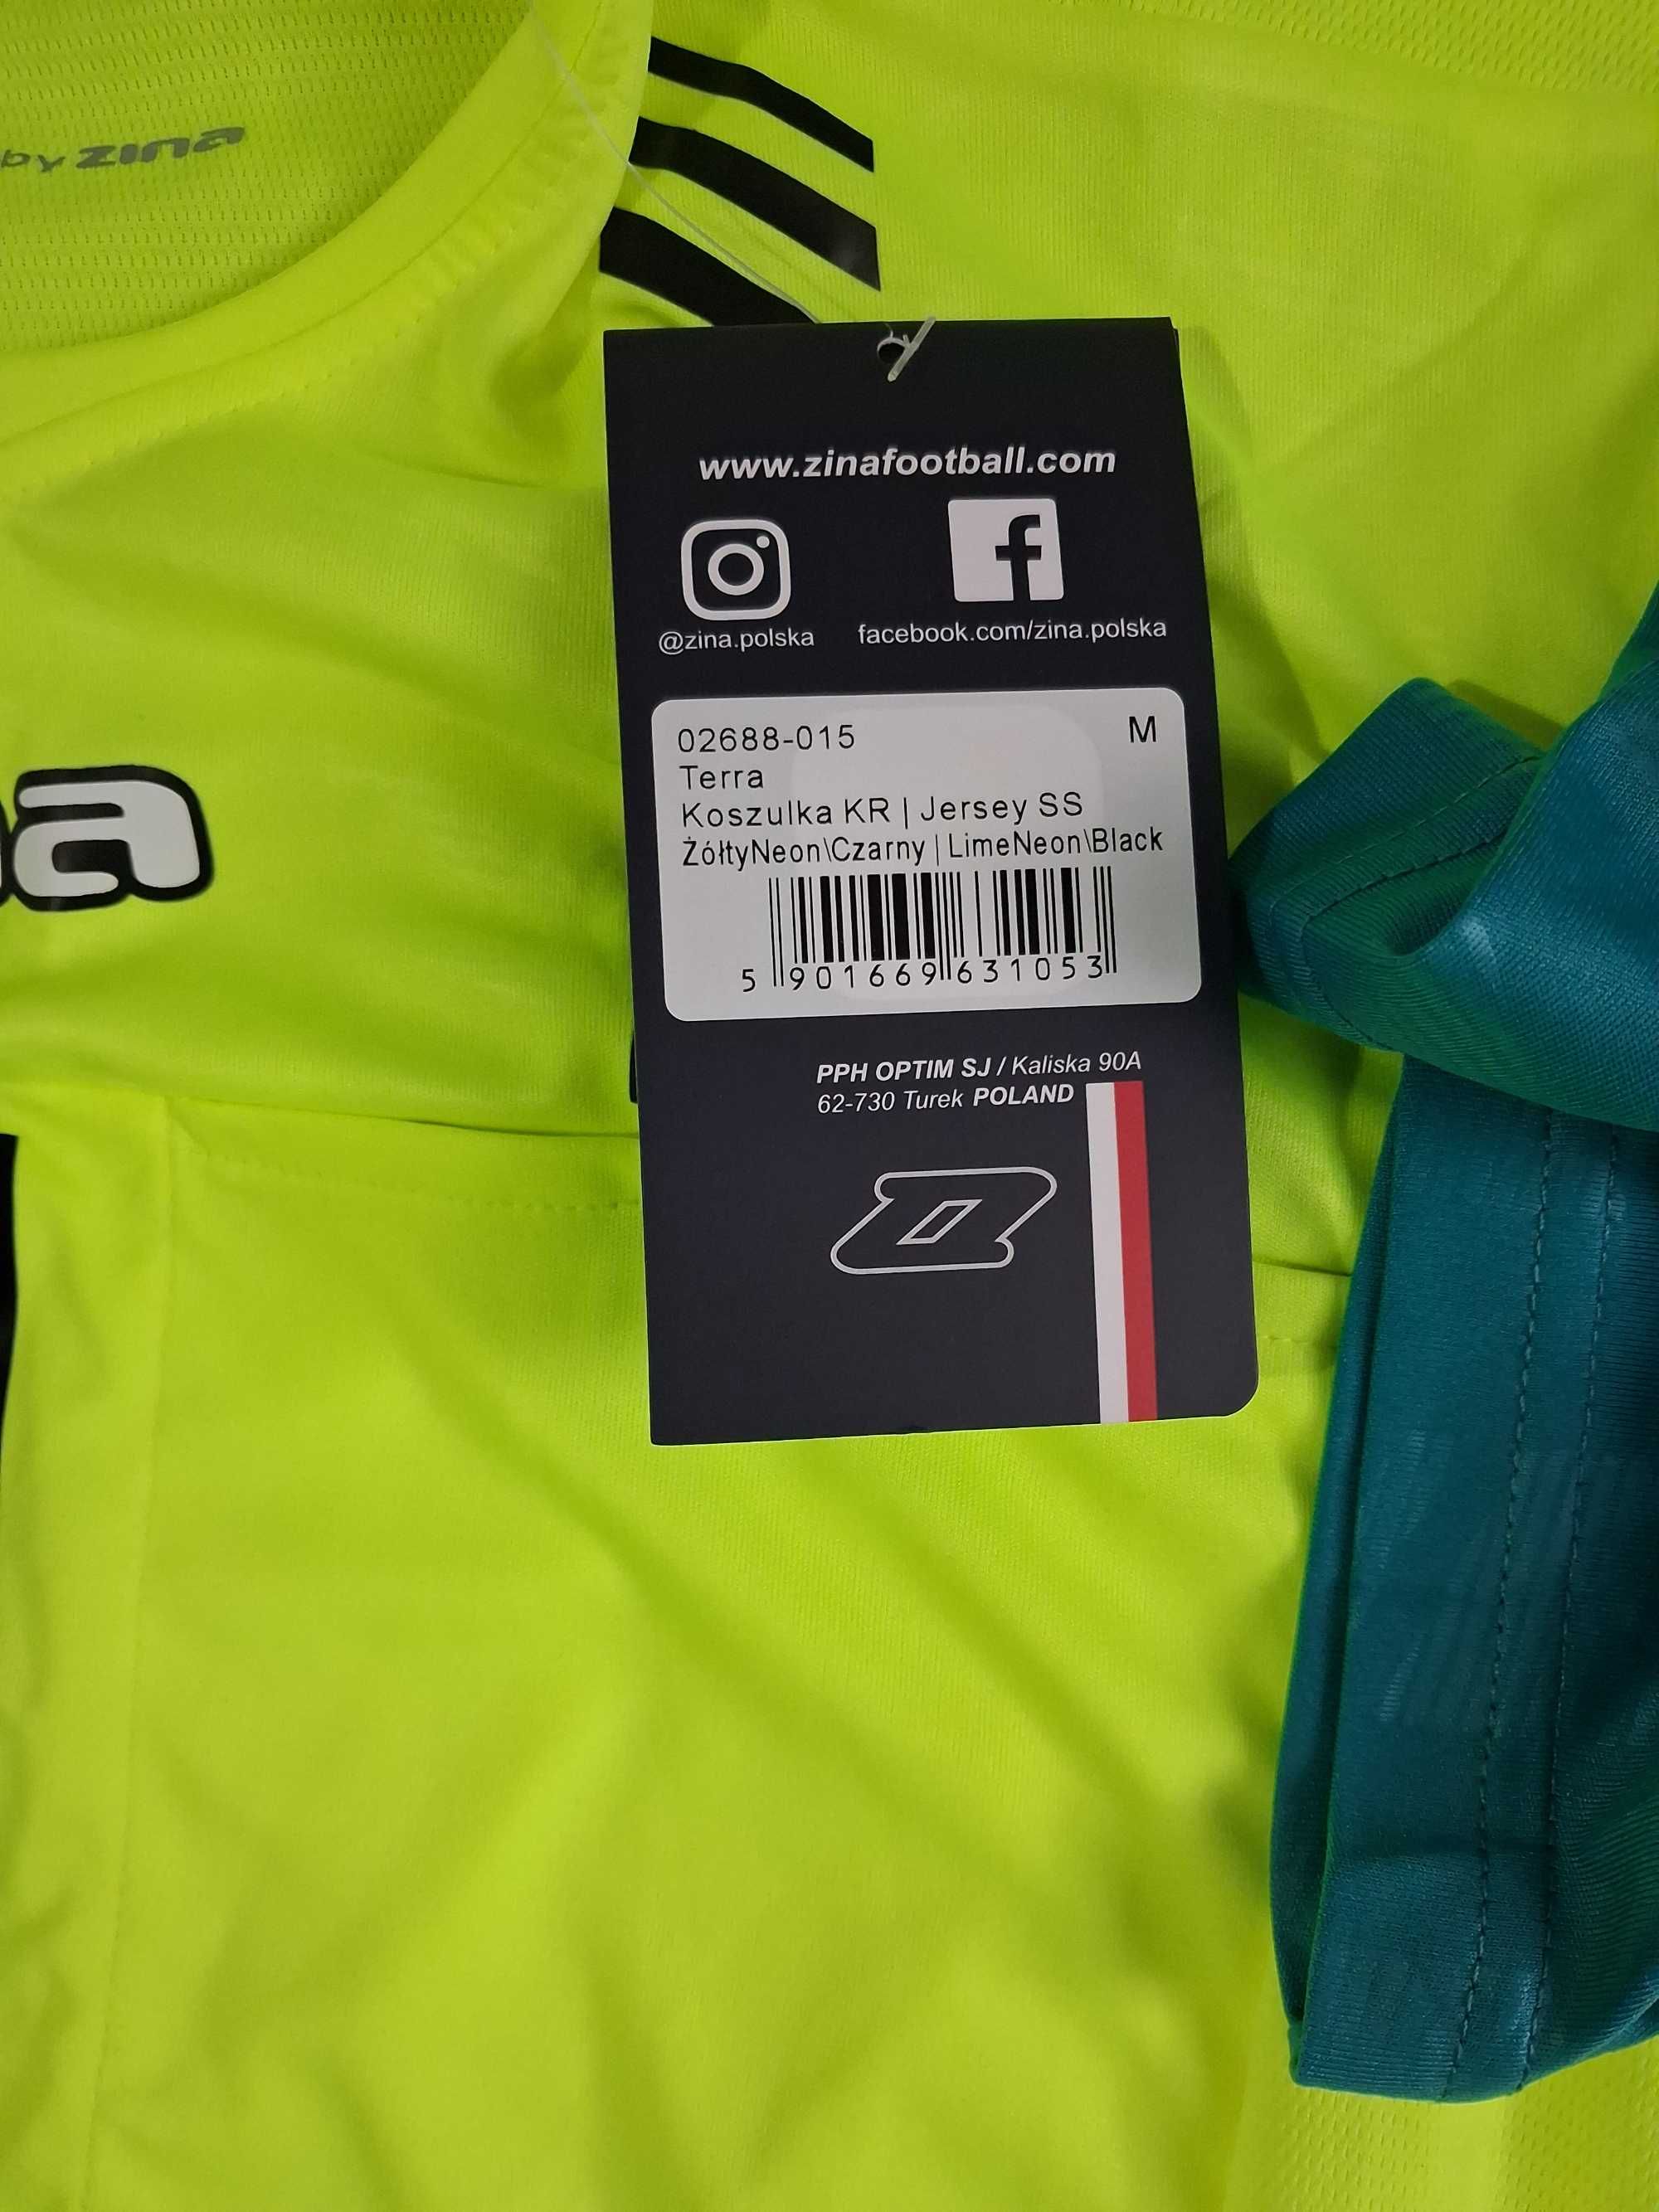 by zina
www.zinafootball.com
@zina.polska
facebook.com/zina.polska
02688-015
M
Terra
Koszulka KR | Jersey SS
ŻółtyNeon\Czarny | LimeNeon\Black
5 901669 631053
PPH OPTIM SJ / Kaliska 90A
62-730 Turek POLAND